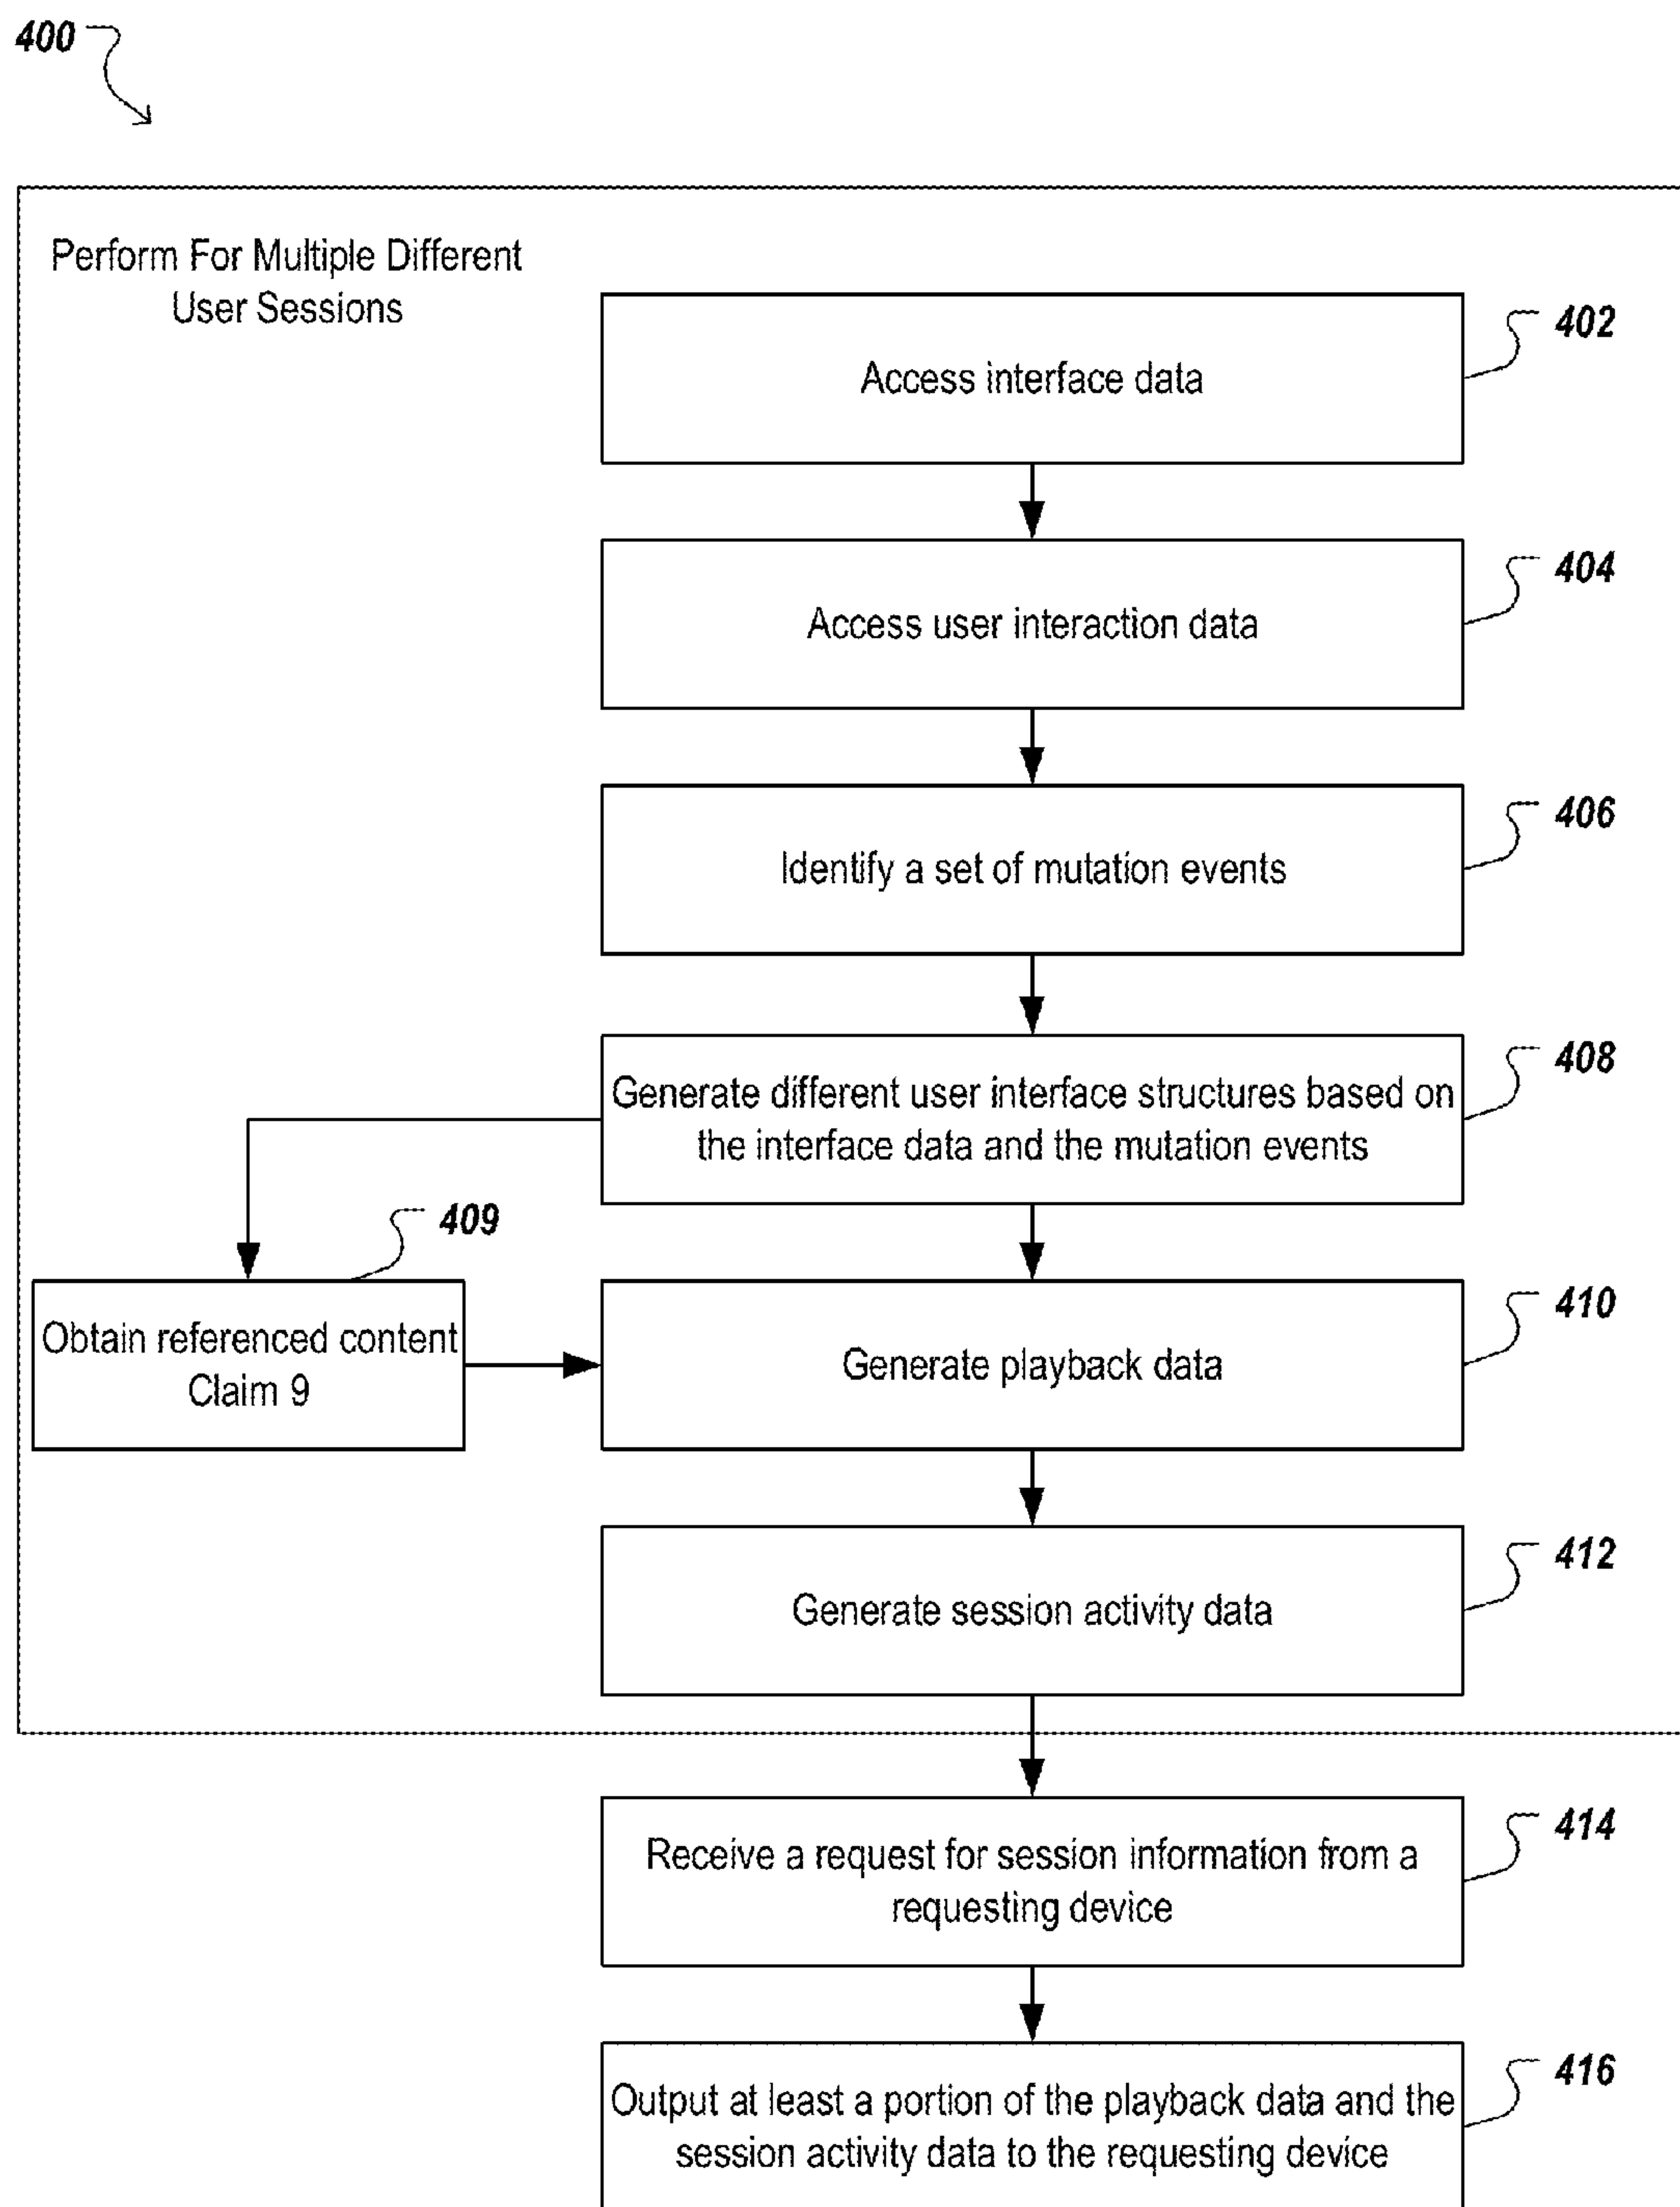 400
Perform For Multiple Different
User Sessions
402
Access interface data
404
Access user interaction data
406
Identify a set of mutation events
408
Generate different user interface structures based on
the interface data and the mutation events
409
Obtain referenced content
Claim 9
410
Generate playback data
412
Generate session activity data
414
Receive a request for session information from a
requesting device
416
Output at least a portion of the playback data and the
session activity data to the requesting device